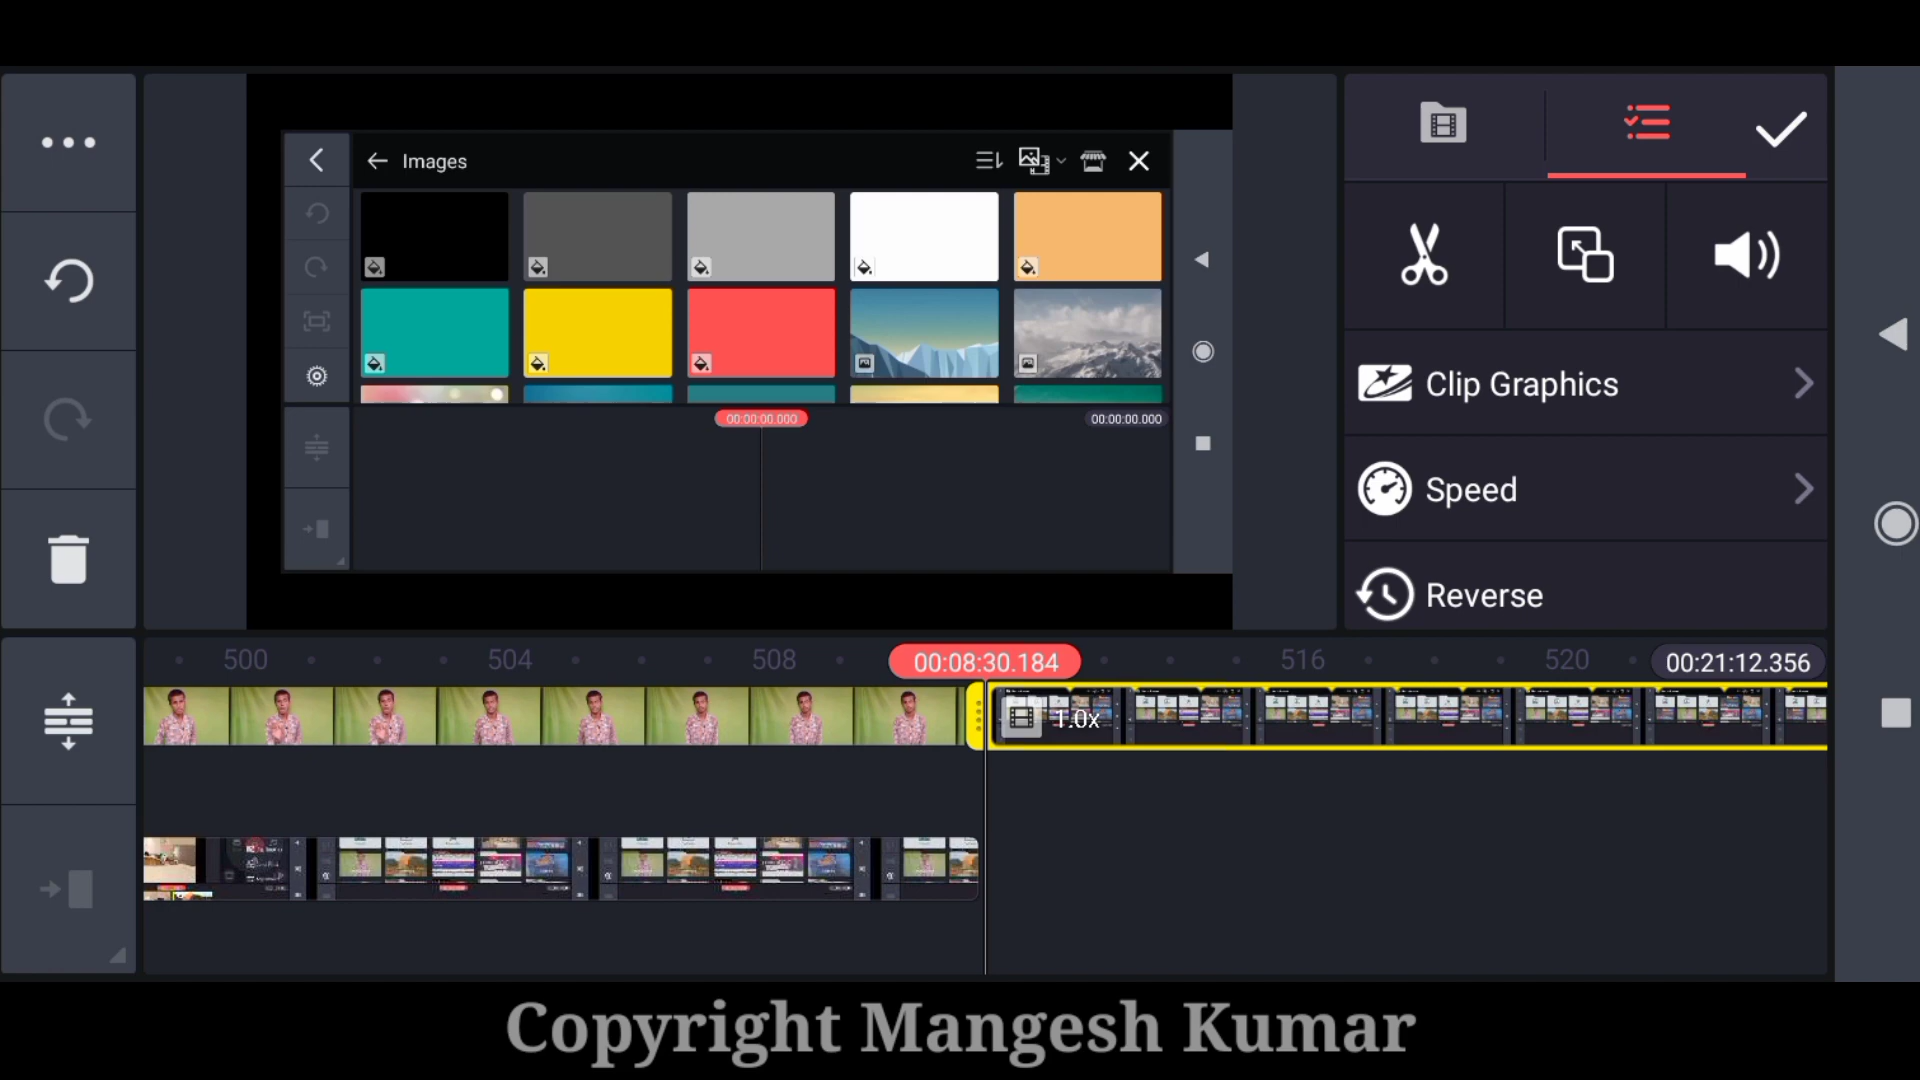 Images
00:00:00.000
00:00:00.000
Clip Graphics
Speed
Reverse
500
504
508
00:08:30.184
516
520
00:21:12.356
1.0x
Copyright Mangesh Kumar